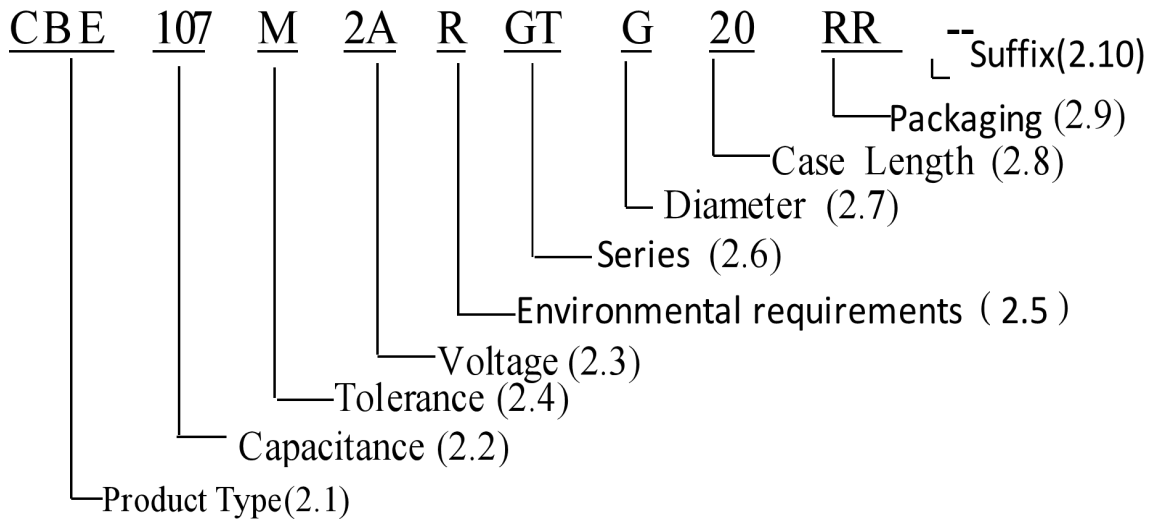 CBE 107 M 2A R GT G 20 RR --
Suffix(2.10)
Packaging (2.9)
Case Length (2.8)
Diameter (2.7)
Series (2.6)
Environmental requirements（2.5）
Voltage (2.3)
Tolerance (2.4)
Capacitance (2.2)
Product Type(2.1)